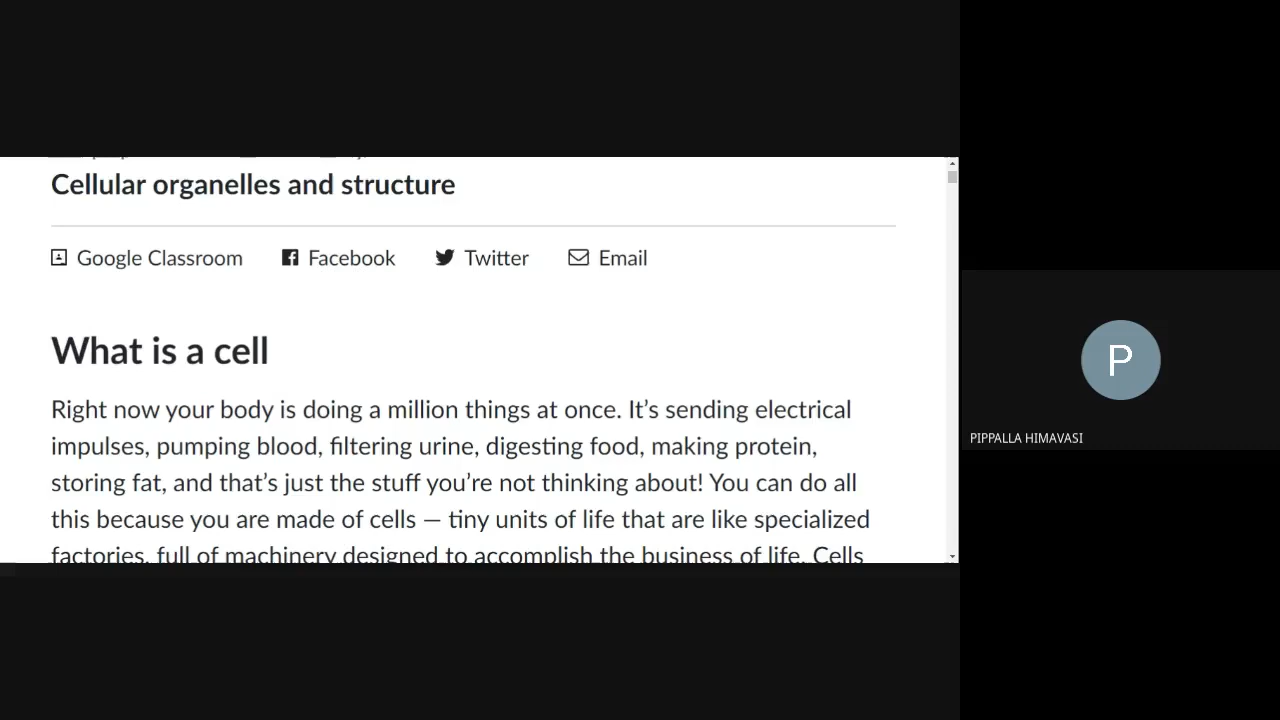 Cellular organelles and structure
Google Classroom Facebook Twitter Email
What is a cell
Right now your body is doing a million things at once. It’s sending electrical
impulses, pumping blood, filtering urine, digesting food, making protein,
storing fat, and that’s just the stuff you’re not thinking about! You can do all
this because you are made of cells — tiny units of life that are like specialized
factories, full of machinery designed to accomplish the business of life. Cells
P
PIPPALLA HIMAVASI